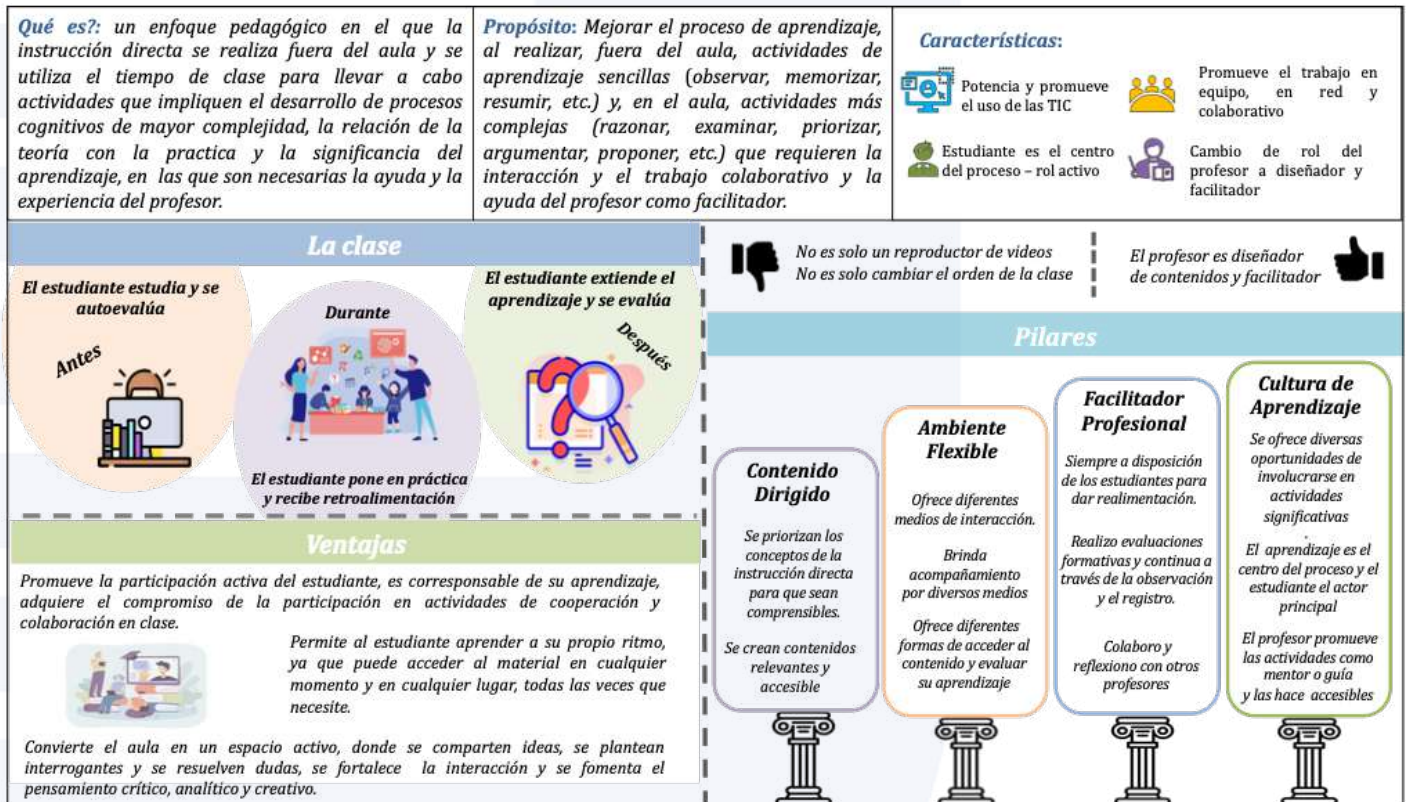 Qué es?: un enfoque pedagógico en el que la
instrucción directa se realiza fuera del aula y se
utiliza el tiempo de clase para llevar a cabo
actividades que impliquen el desarrollo de procesos
cognitivos de mayor complejidad, la relación de la
teoría con la practica y la significancia del
aprendizaje, en las que son necesarias la ayuda y la
experiencia del profesor.
Propósito: Mejorar el proceso de aprendizaje,
al realizar, fuera del aula, actividades de
aprendizaje sencillas (observar, memorizar,
resumir, etc.) y, en el aula, actividades más
complejas (razonar, examinar, priorizar,
argumentar, proponer, etc.) que requieren la
interacción y el trabajo colaborativo y la
ayuda del profesor como facilitador.
Características:
Potencia y promueve
el uso de las TIC
Promueve el trabajo en
equipo, en red y
colaborativo
Estudiante es el centro
del proceso – rol activo
Cambio de rol del
profesor a diseñador y
facilitador
La clase
El estudiante estudia y se
autoevalúa
Antes
Durante
El estudiante pone en práctica
y recibe retroalimentación
El estudiante extiende el
aprendizaje y se evalúa
Después
No es solo un reproductor de videos
No es solo cambiar el orden de la clase
El profesor es diseñador
de contenidos y facilitador
Ventajas
Promueve la participación activa del estudiante, es corresponsable de su aprendizaje,
adquiere el compromiso de la participación en actividades de cooperación y
colaboración en clase.
Permite al estudiante aprender a su propio ritmo,
ya que puede acceder al material en cualquier
momento y en cualquier lugar, todas las veces que
necesite.
Convierte el aula en un espacio activo, donde se comparten ideas, se plantean
interrogantes y se resuelven dudas, se fortalece la interacción y se fomenta el
pensamiento crítico, analítico y creativo.
Pilares
Contenido
Dirigido
Se priorizan los
conceptos de la
instrucción directa
para que sean
comprensibles.
Se crean contenidos
relevantes y
accesible
Ambiente
Flexible
Ofrece diferentes
medios de interacción.
Brinda
acompañamiento
por diversos medios
Ofrece diferentes
formas de acceder al
contenido y evaluar
su aprendizaje
Facilitador
Profesional
Siempre a disposición
de los estudiantes para
dar realimentación.
Realizo evaluaciones
formativas y continua a
través de la observación
y el registro.
Colaboro y
reflexiono con otros
profesores
Cultura de
Aprendizaje
Se ofrece diversas
oportunidades de
involucrarse en
actividades
significativas
.
El aprendizaje es el
centro del proceso y el
estudiante el actor
principal
El profesor promueve
las actividades como
mentor o guía
y las hace accesibles